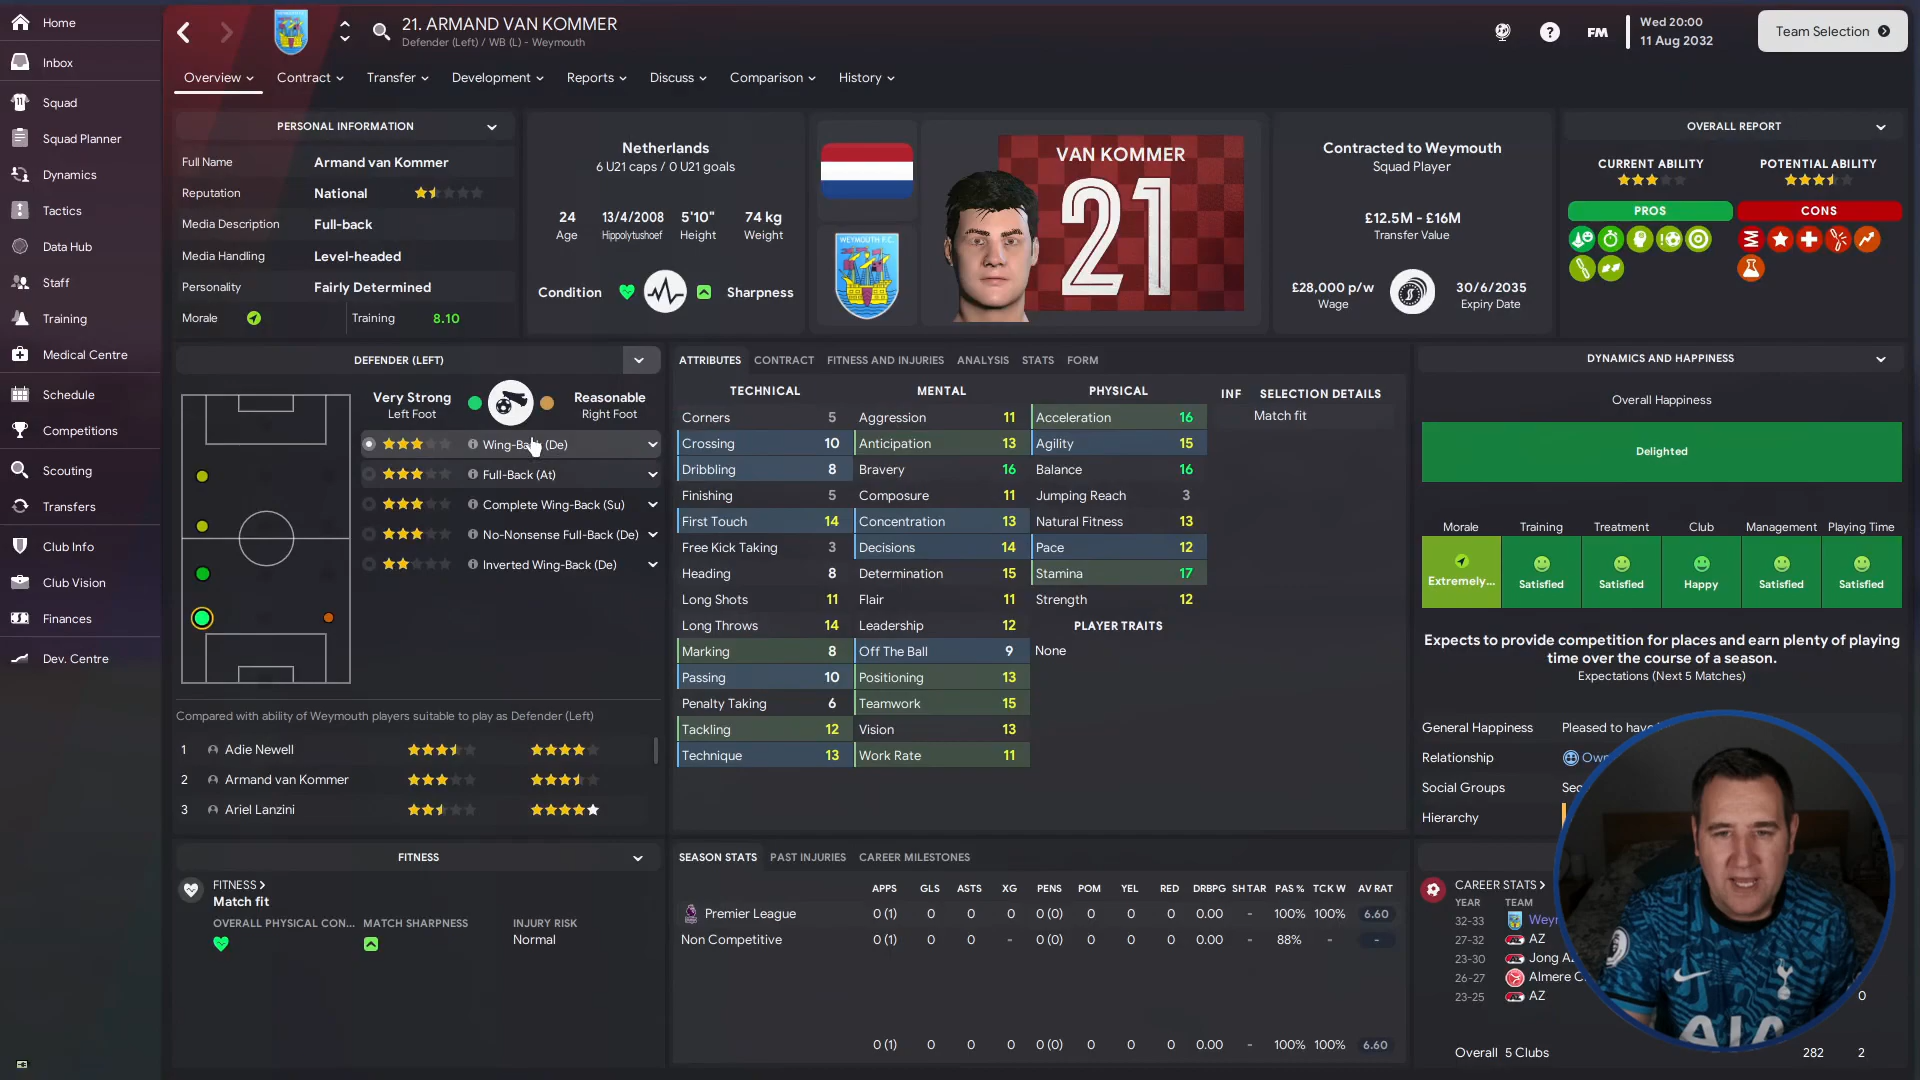 Home
Inbox
Squad
Squad Planner
Dynamics
Tactics
Data Hub
Staff
Training
Medical Centre
Schedule
Competitions
Scouting
Transfers
Club Info
Club Vision
Finances
Dev. Centre
21. ARMAND VAN KOMMER
Defender (Left) / WB (L) - Weymouth
FM
Wed 20:00
11 Aug 2032
Team Selection
Overview Contract Transfer Development Reports Discuss Comparison History
PERSONAL INFORMATION
Full Name Armand van Kommer
Reputation National
Media Description Full-back
Media Handling Level-headed
Personality Fairly Determined
Morale Training 8.10
Netherlands
6 U21 caps / 0 U21 goals
24 13/4/2008 5'10" 74 kg
Age Hippolytushoef Height Weight
Condition Sharpness
WEYMOUTH F.C.
VAN KOMMER
21
Contracted to Weymouth
Squad Player
£12.5M - £16M
Transfer Value
£28,000 p/w 30/6/2035
Wage Expiry Date
OVERALL REPORT
CURRENT ABILITY POTENTIAL ABILITY
PROS CONS
DEFENDER (LEFT)
Very Strong Reasonable
Left Foot Right Foot
Wing-Back (De)
Full-Back (At)
Complete Wing-Back (Su)
No-Nonsense Full-Back (De)
Inverted Wing-Back (De)
Compared with ability of Weymouth players suitable to play as Defender (Left)
1 Adie Newell
2 Armand van Kommer
3 Ariel Lanzini
ATTRIBUTES CONTRACT FITNESS AND INJURIES ANALYSIS STATS FORM
TECHNICAL MENTAL PHYSICAL INF SELECTION DETAILS
Corners 5 Aggression 11 Acceleration 16 Match fit
Crossing 10 Anticipation 13 Agility 15
Dribbling 8 Bravery 16 Balance 16
Finishing 5 Composure 11 Jumping Reach 3
First Touch 14 Concentration 13 Natural Fitness 13
Free Kick Taking 3 Decisions 14 Pace 12
Heading 8 Determination 15 Stamina 17
Long Shots 11 Flair 11 Strength 12
Long Throws 14 Leadership 12 PLAYER TRAITS
Marking 8 Off The Ball 9 None
Passing 10 Positioning 13
Penalty Taking 6 Teamwork 15
Tackling 12 Vision 13
Technique 13 Work Rate 11
DYNAMICS AND HAPPINESS
Overall Happiness
Delighted
Morale Training Treatment Club Management Playing Time
Extremely... Satisfied Satisfied Happy Satisfied Satisfied
Expects to provide competition for places and earn plenty of playing
time over the course of a season.
Expectations (Next 5 Matches)
General Happiness Pleased to have
Relationship
Social Groups
Hierarchy
FITNESS
FITNESS
Match fit
OVERALL PHYSICAL CON... MATCH SHARPNESS INJURY RISK
Normal
SEASON STATS PAST INJURIES CAREER MILESTONES
APPS GLS ASTS XG PENS POM YEL RED DRBPG SH TAR PAS % TCK W AV RAT
Premier League 0 (1) 0 0 0 0 (0) 0 0 0 0.00 - 100% 100% 6.60
Non Competitive 0 (1) 0 0 - 0 (0) 0 0 0 0.00 - 88% - -
0 (1) 0 0 0 0 (0) 0 0 0 0.00 - 100% 100% 6.60
CAREER STATS
YEAR TEAM
32-33
27-32 AZ
23-30 Jong
26-27 Almere
23-25 AZ 0
Overall 5 Clubs 282 2
AIA